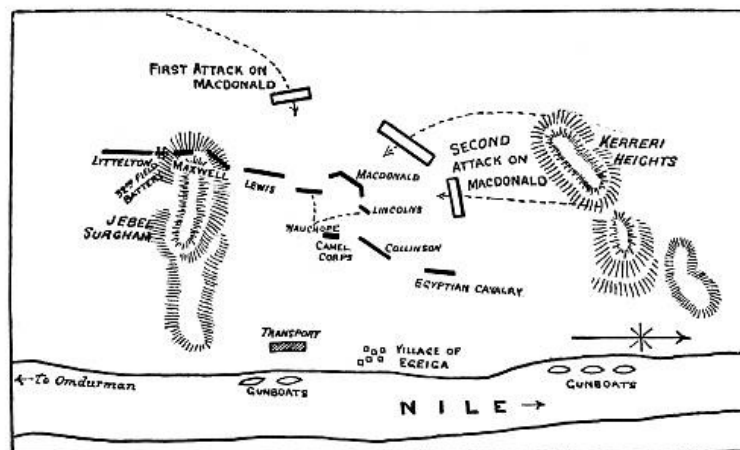 FIRST ATTACK ON
MACDONALD
SECOND
ATTACK ON
MACDONALD
KERRERI
HEIGHTS
LITTELTON
32ND FIELD
BATTERY
MAXWELL
LEWIS
MACDONALD
LINCOLNS
WAUCHOPE
CAMEL
CORPS
COLLINSON
EGYPTIAN CAVALRY
JEBEL
SURGHAM
TRANSPORT
VILLAGE OF
EGEIGA
← to Omdurman
GUNBOATS
GUNBOATS
NILE →